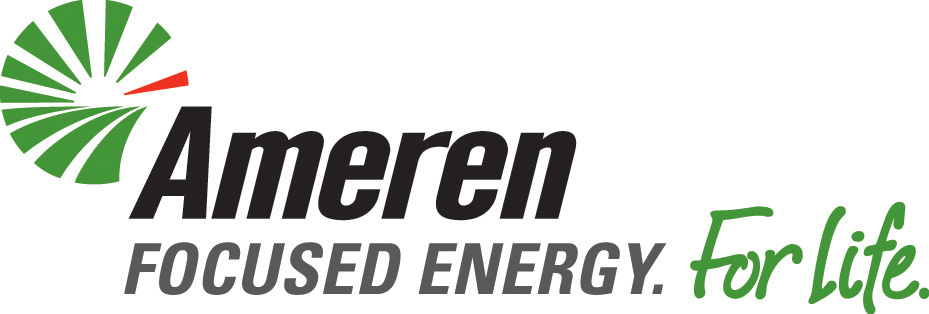 Ameren
FOCUSED ENERGY. For Life.